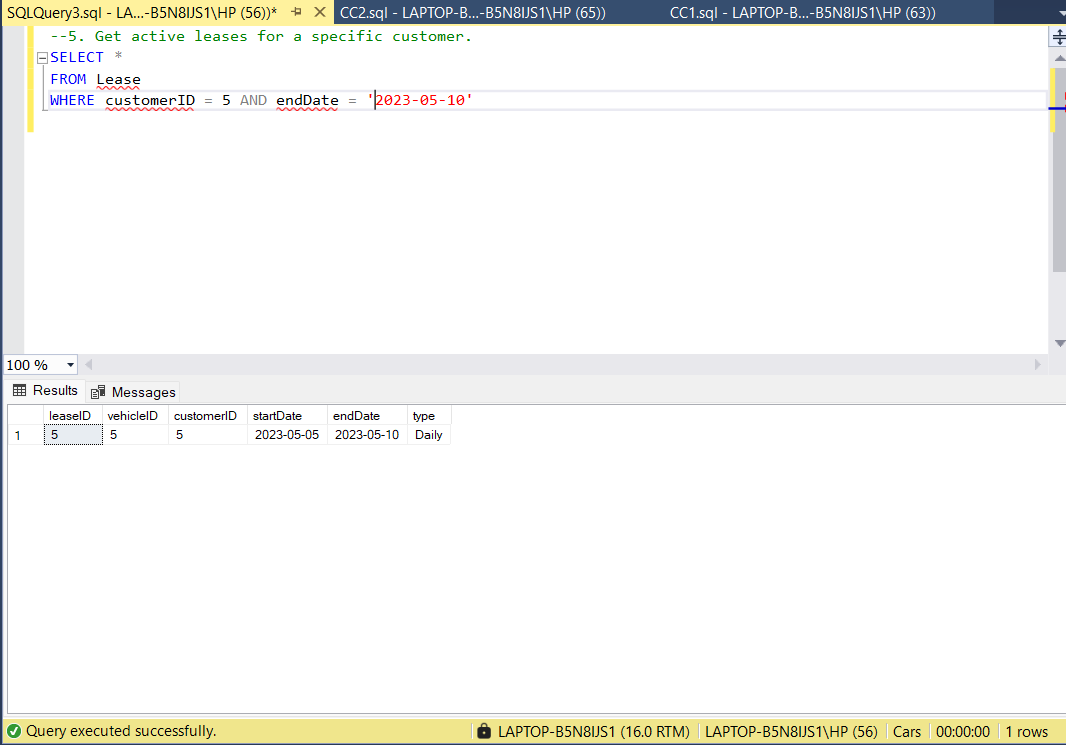 SQLQuery3.sql - LA...-B5N8IJS1\HP (56))* CC2.sql - LAPTOP-B...-B5N8IJS1\HP (65)) CC1.sql - LAPTOP-B...-B5N8IJS1\HP (63))
--5. Get active leases for a specific customer.
SELECT *
FROM Lease
WHERE customerID = 5 AND endDate = '2023-05-10'
100 %
Results Messages
leaseID vehicleID customerID startDate endDate type
1 5 5 5 2023-05-05 2023-05-10 Daily
Query executed successfully. LAPTOP-B5N8IJS1 (16.0 RTM) LAPTOP-B5N8IJS1\HP (56) Cars 00:00:00 1 rows